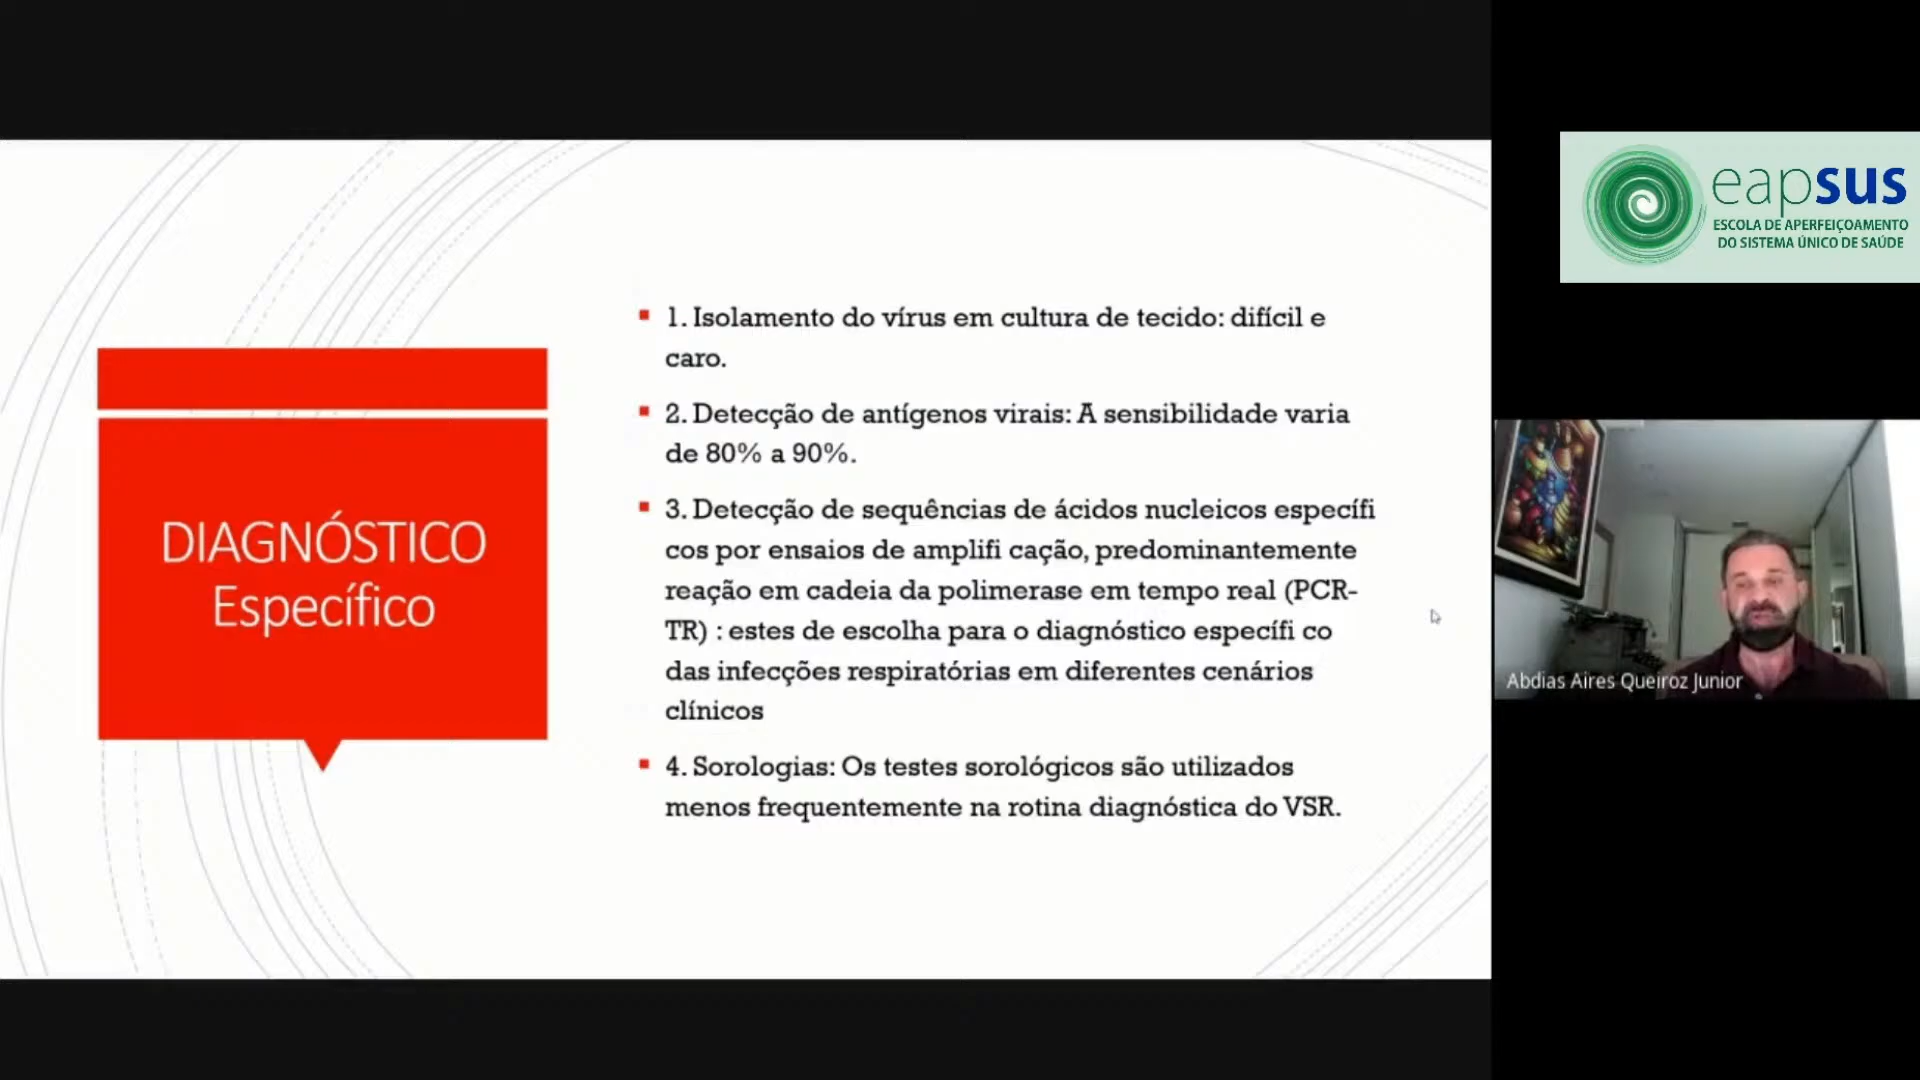 DIAGNÓSTICO
Específico
1. Isolamento do vírus em cultura de tecido: difícil e
caro.
2. Detecção de antígenos virais: A sensibilidade varia
de 80% a 90%.
3. Detecção de sequências de ácidos nucleicos específi
cos por ensaios de amplifi cação, predominantemente
reação em cadeia da polimerase em tempo real (PCR-
TR) : estes de escolha para o diagnóstico específi co
das infecções respiratórias em diferentes cenários
clínicos
4. Sorologias: Os testes sorológicos são utilizados
menos frequentemente na rotina diagnóstica do VSR.
eapsus
ESCOLA DE APERFEIÇOAMENTO
DO SISTEMA ÚNICO DE SAÚDE
Abdias Aires Queiroz Junior